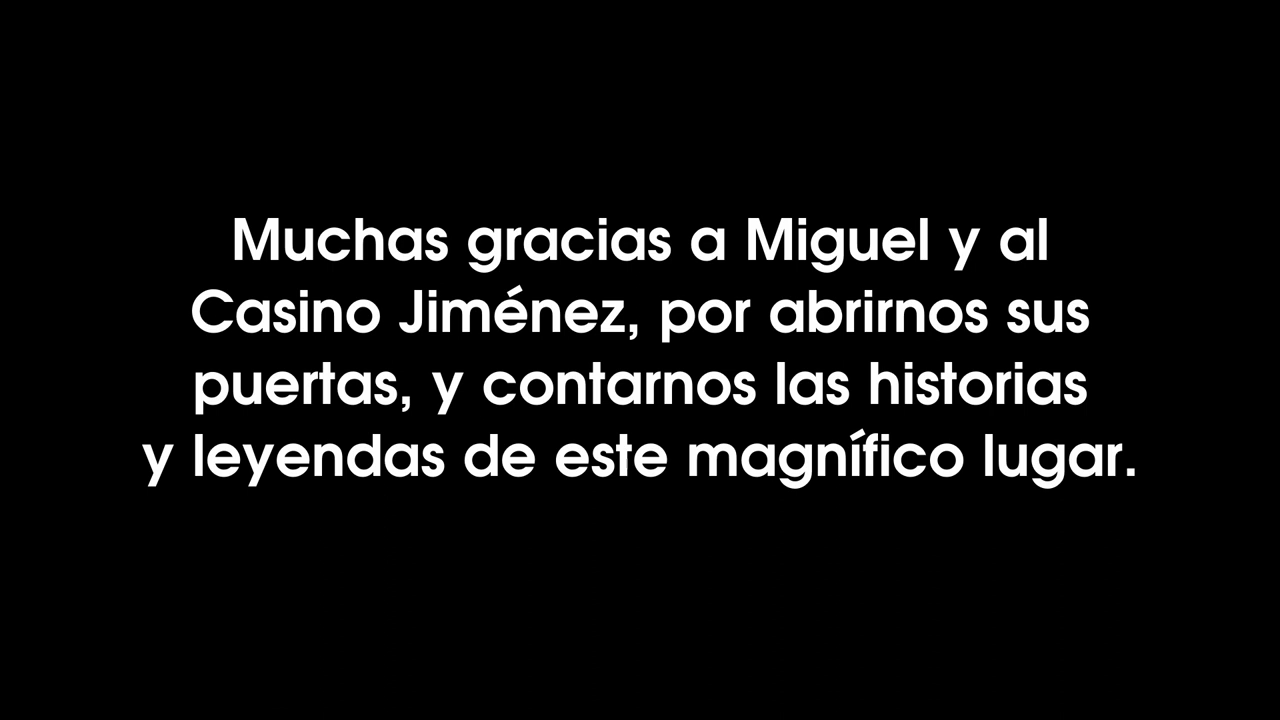 Muchas gracias a Miguel y al
Casino Jiménez, por abrirnos sus
puertas, y contarnos las historias
y leyendas de este magnífico lugar.